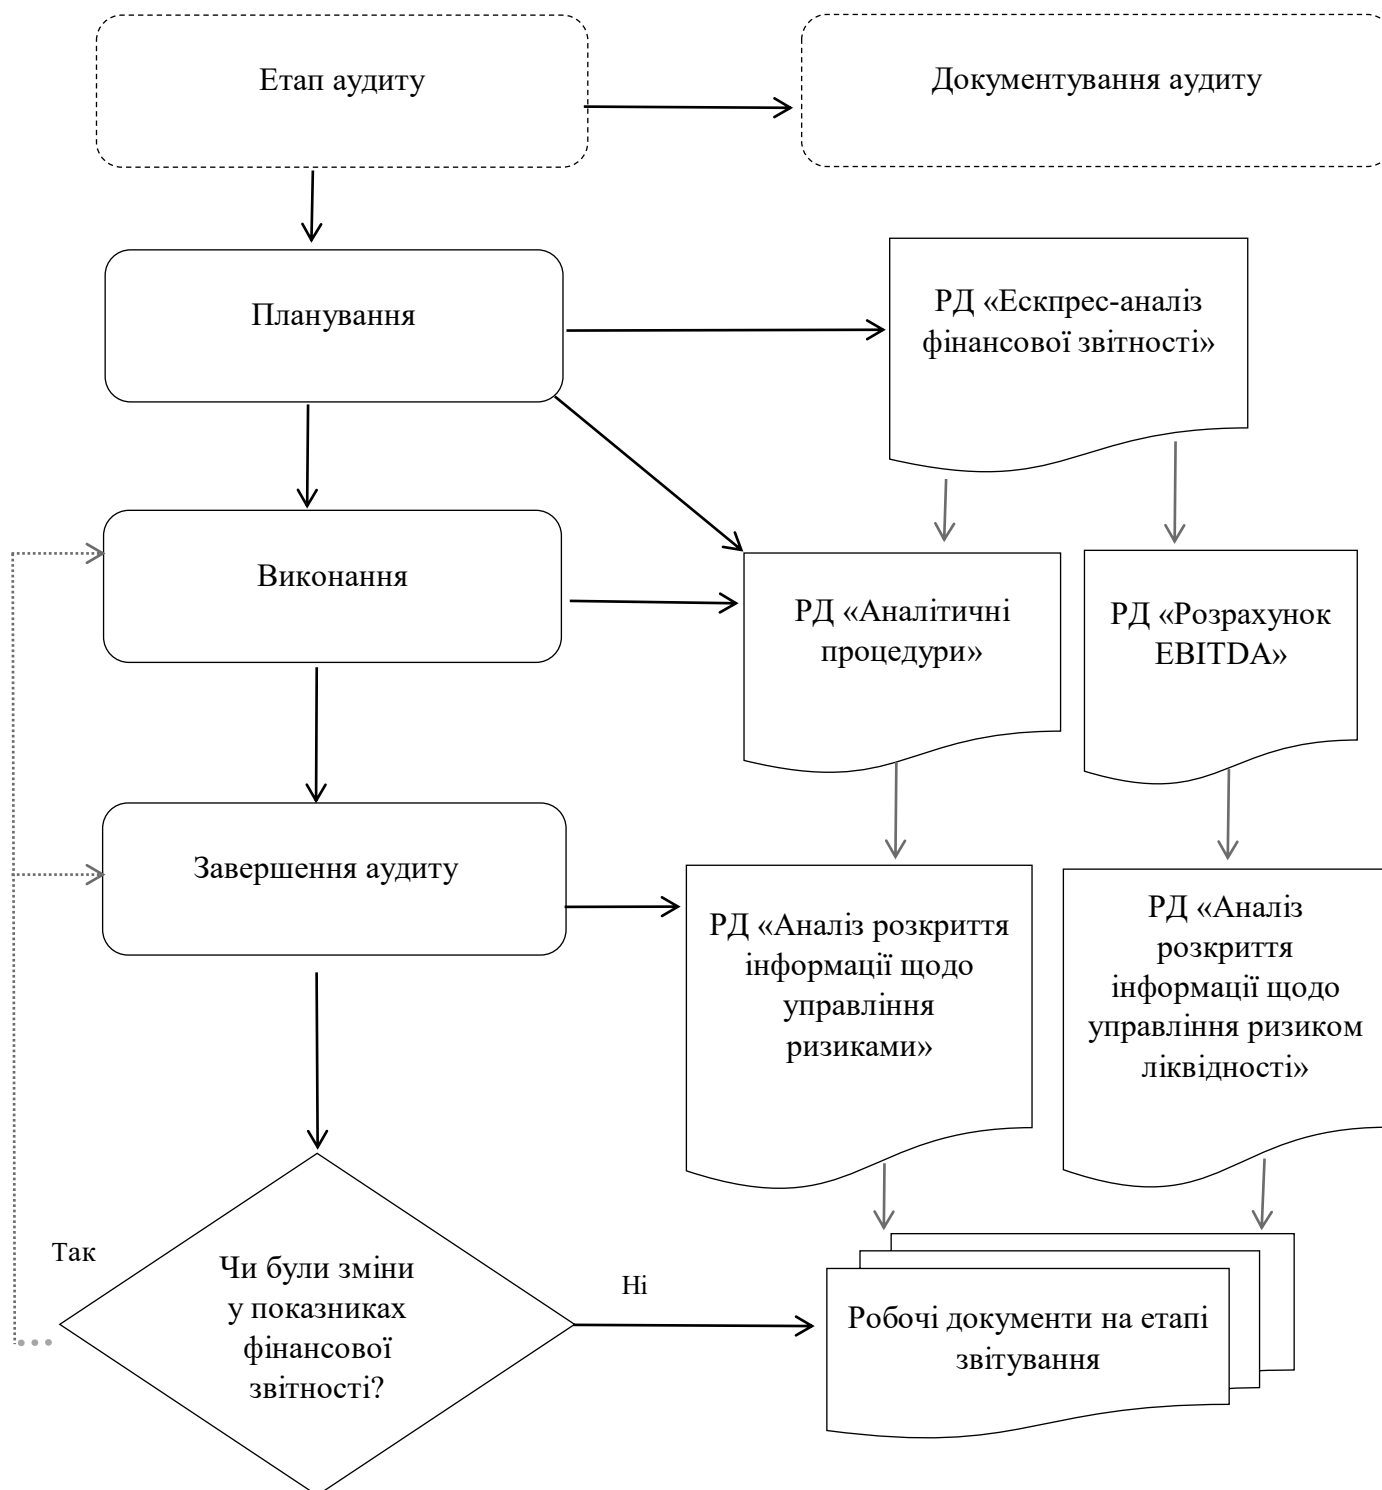 Етап аудиту
Документування аудиту
Планування
РД «Ескпрес-аналіз
фінансової звітності»
Виконання
РД «Аналітичні
процедури»
РД «Розрахунок
EBITDA»
Завершення аудиту
РД «Аналіз розкриття
інформації щодо
управління
ризиками»
РД «Аналіз
розкриття
інформації щодо
управління ризиком
ліквідності»
Так
Чи були зміни
у показниках
фінансової
звітності?
Ні
Робочі документи на етапі
звітування